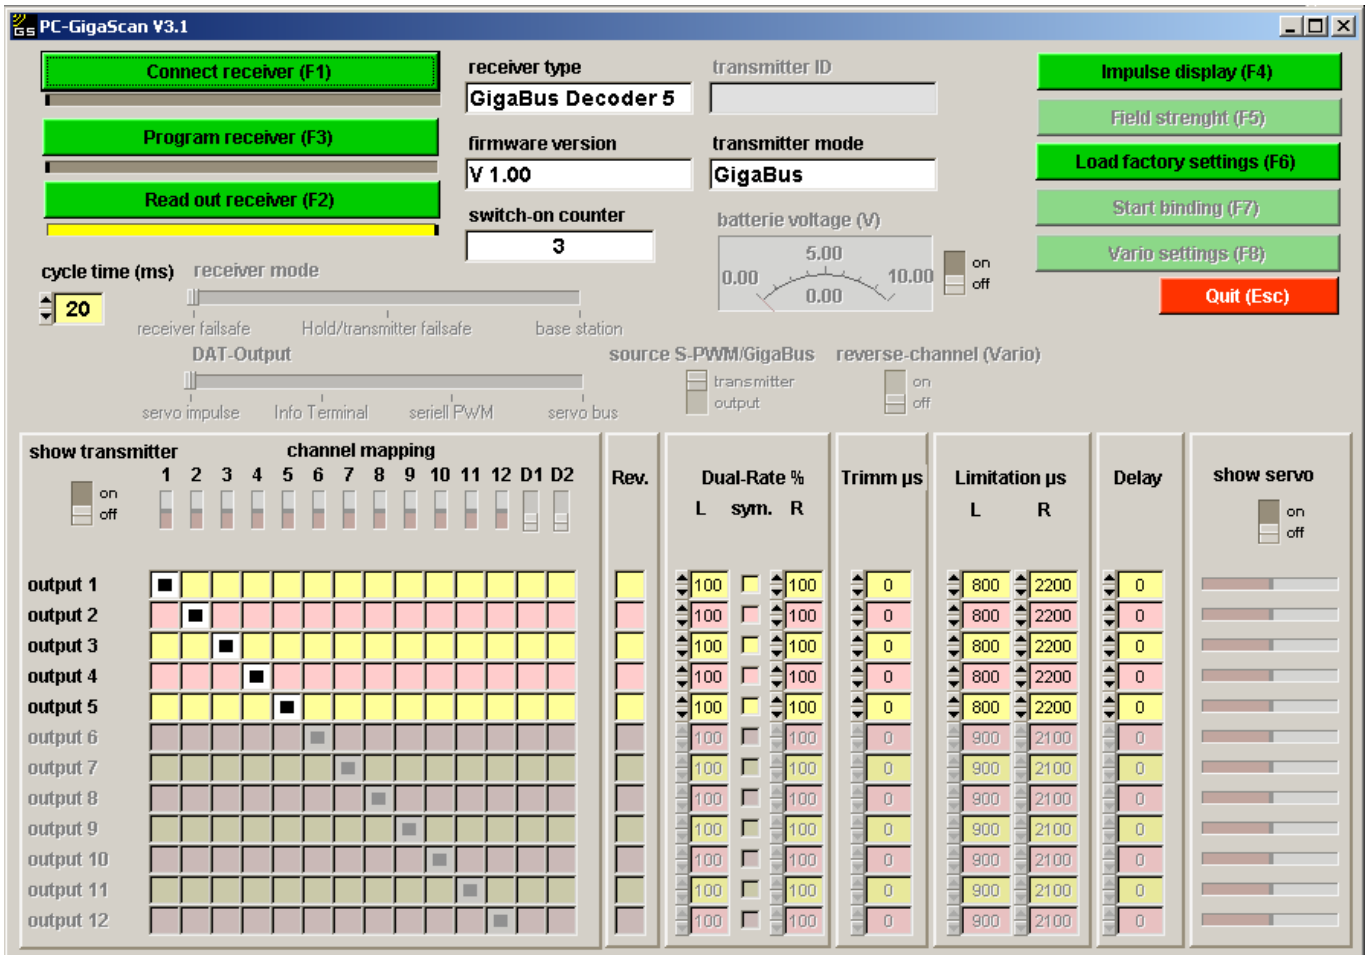 GS PC-GigaScan V3.1
Connect receiver (F1)
Program receiver (F3)
Read out receiver (F2)
receiver type
GigaBus Decoder 5
transmitter ID
firmware version
V 1.00
transmitter mode
GigaBus
switch-on counter
3
batterie voltage (V)
0.00 5.00 10.00
0.00
on
off
Impulse display (F4)
Field strenght (F5)
Load factory settings (F6)
Start binding (F7)
Vario settings (F8)
Quit (Esc)
cycle time (ms)
20
receiver mode
receiver failsafe Hold/transmitter failsafe base station
DAT-Output
servo impulse Info Terminal seriell PWM servo bus
source S-PWM/GigaBus
transmitter
output
reverse-channel (Vario)
on
off
show transmitter
on
off
channel mapping
1 2 3 4 5 6 7 8 9 10 11 12 D1 D2
Rev.
Dual-Rate %
L sym. R
Trimm µs
Limitation µs
L R
Delay
show servo
on
off
output 1 100 100 0 800 2200 0
output 2 100 100 0 800 2200 0
output 3 100 100 0 800 2200 0
output 4 100 100 0 800 2200 0
output 5 100 100 0 800 2200 0
output 6 100 100 0 900 2100 0
output 7 100 100 0 900 2100 0
output 8 100 100 0 900 2100 0
output 9 100 100 0 900 2100 0
output 10 100 100 0 900 2100 0
output 11 100 100 0 900 2100 0
output 12 100 100 0 900 2100 0